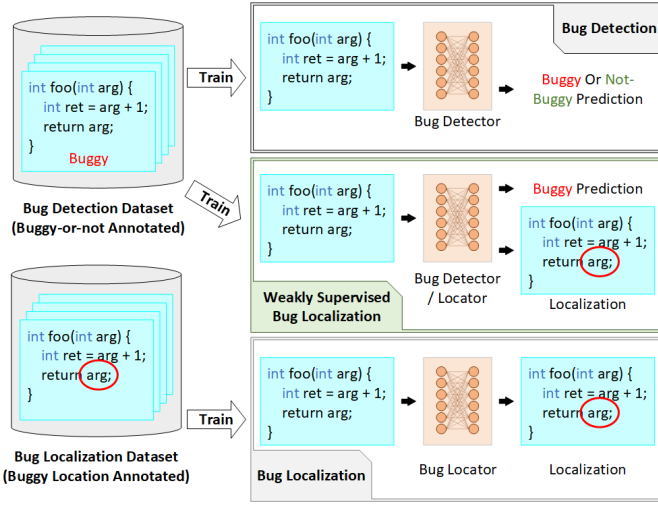 int foo(int arg) {
int ret = arg + 1;
return arg;
}
Buggy
Bug Detection Dataset
(Buggy-or-not Annotated)
Train
int foo(int arg) {
int ret = arg + 1;
return arg;
}
Bug Detector
Bug Detection
Buggy Or Not-
Buggy Prediction
Train
int foo(int arg) {
int ret = arg + 1;
return arg;
}
Weakly Supervised
Bug Localization
Bug Detector
/ Locator
Buggy Prediction
int foo(int arg) {
int ret = arg + 1;
return arg;
}
Localization
int foo(int arg) {
int ret = arg + 1;
return arg;
}
Bug Localization Dataset
(Buggy Location Annotated)
Train
int foo(int arg) {
int ret = arg + 1;
return arg;
}
Bug Localization
Bug Locator
int foo(int arg) {
int ret = arg + 1;
return arg;
}
Localization